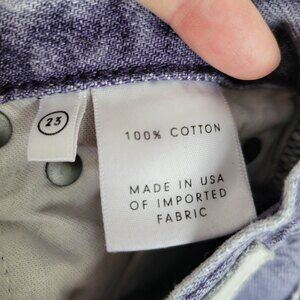 23
100% COTTON
MADE IN USA
OF IMPORTED
FABRIC